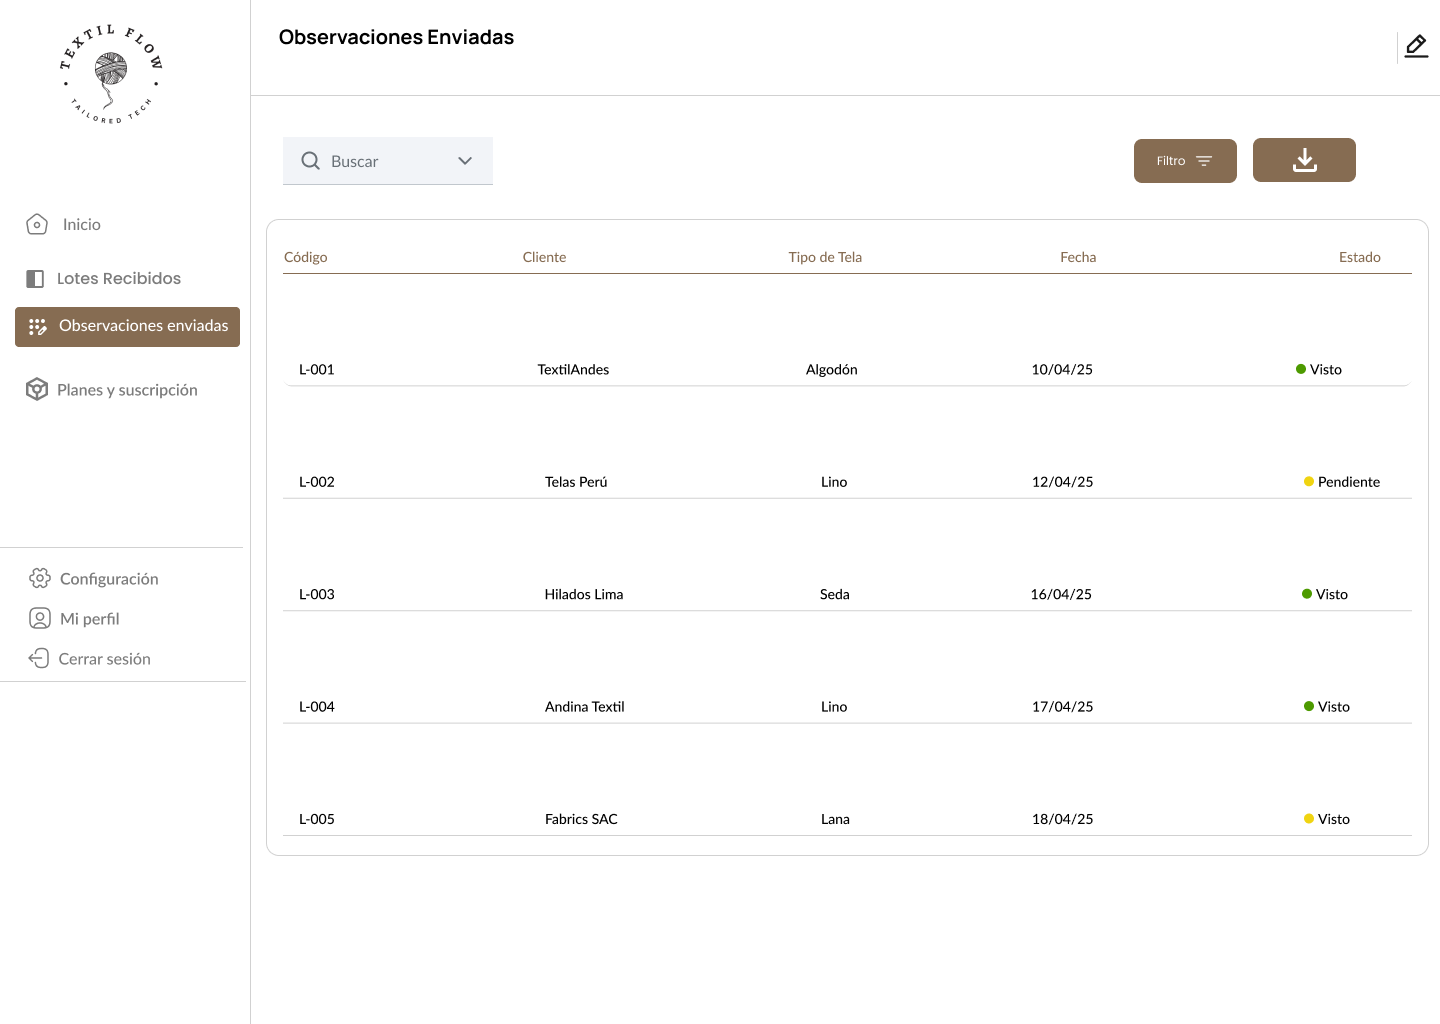 TEXTIL FLOW
TAILORED TECH
Inicio
Lotes Recibidos
Observaciones enviadas
Planes y suscripción
Configuración
Mi perfil
Cerrar sesión
Observaciones Enviadas
Buscar
Filtro
Código Cliente Tipo de Tela Fecha Estado
L-001 TextilAndes Algodón 10/04/25 Visto
L-002 Telas Perú Lino 12/04/25 Pendiente
L-003 Hilados Lima Seda 16/04/25 Visto
L-004 Andina Textil Lino 17/04/25 Visto
L-005 Fabrics SAC Lana 18/04/25 Visto